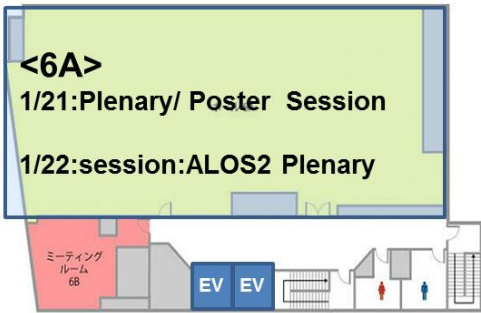 <6A>
1/21:Plenary/ Poster Session
1/22:session:ALOS2 Plenary
ミーティング
ルーム
6B
EV EV